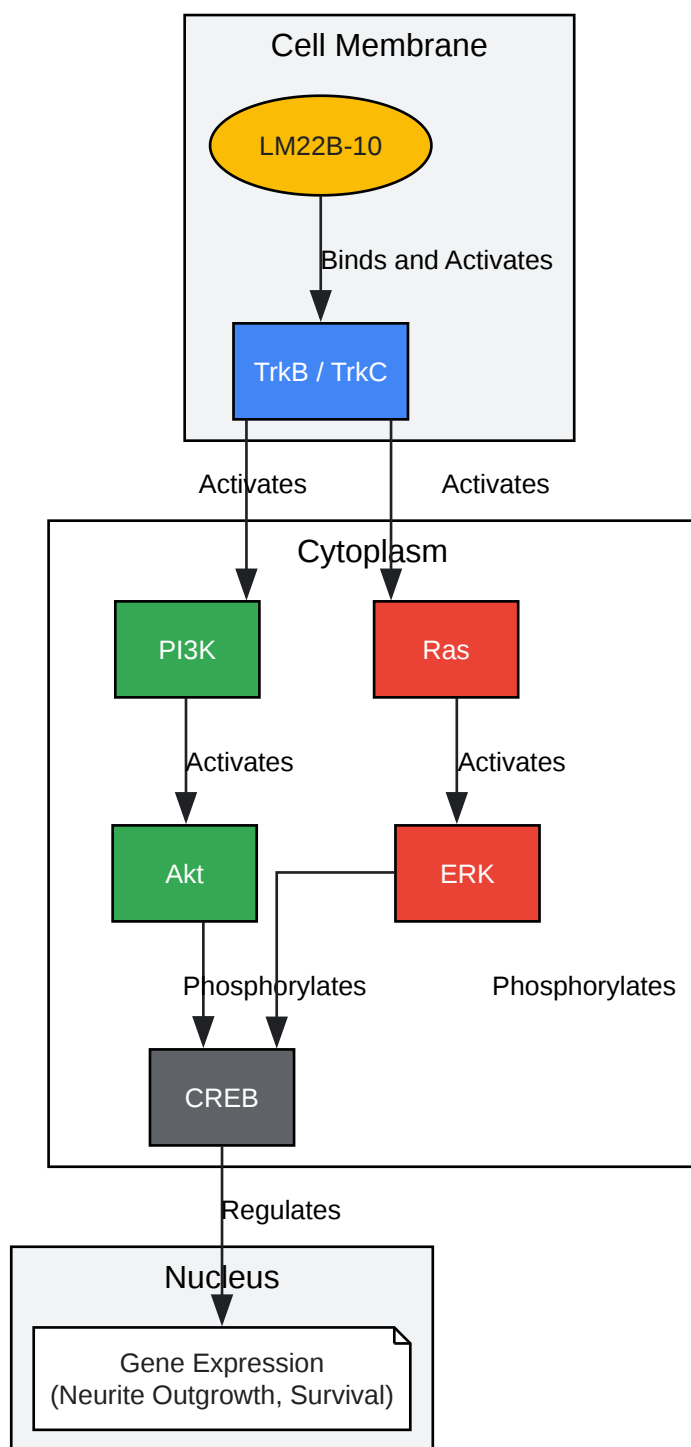 Cell Membrane
LM22B-10
Binds and Activates
TrkB / TrkC
Activates
Activates
Cytoplasm
PI3K
Ras
Activates
Activates
Akt
ERK
Phosphorylates
Phosphorylates
CREB
Regulates
Nucleus
Gene Expression
(Neurite Outgrowth, Survival)